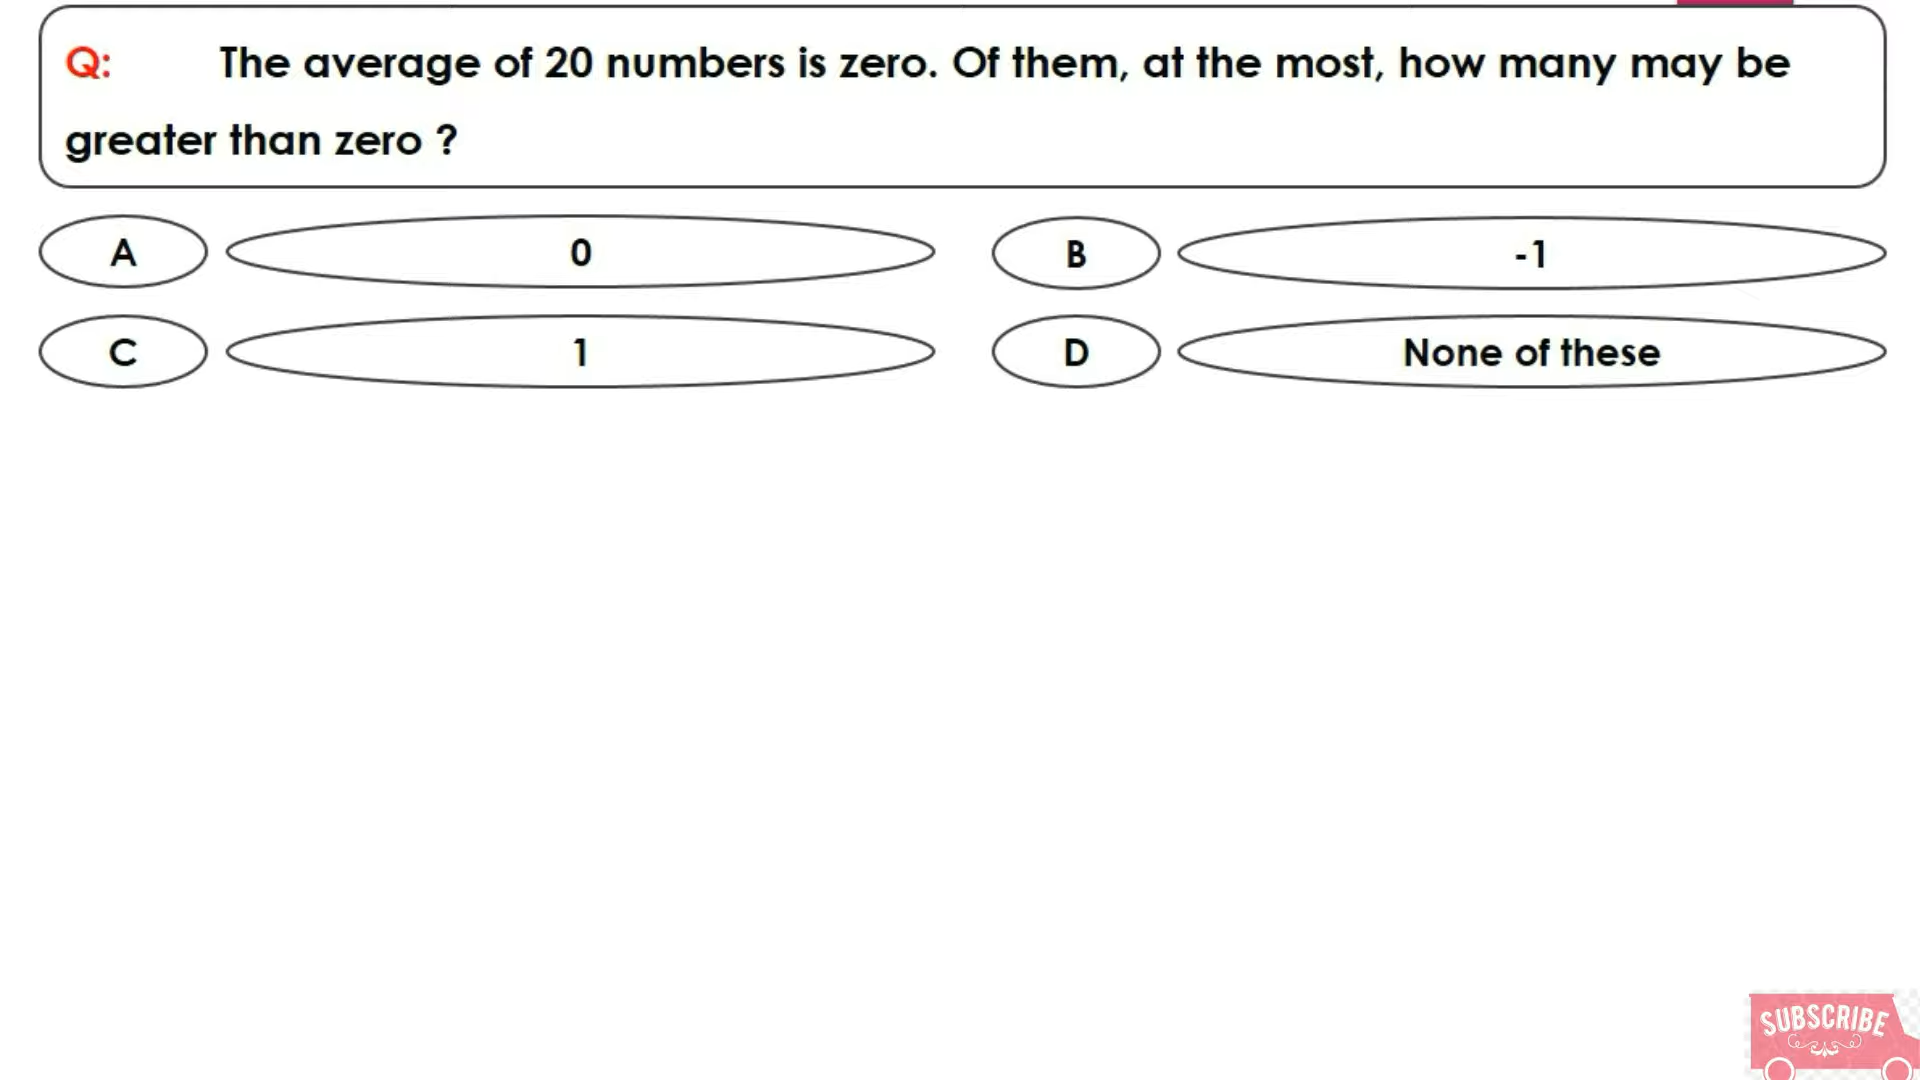 Q: The average of 20 numbers is zero. Of them, at the most, how many may be
greater than zero ?
A 0 B -1
C 1 D None of these
SUBSCRIBE